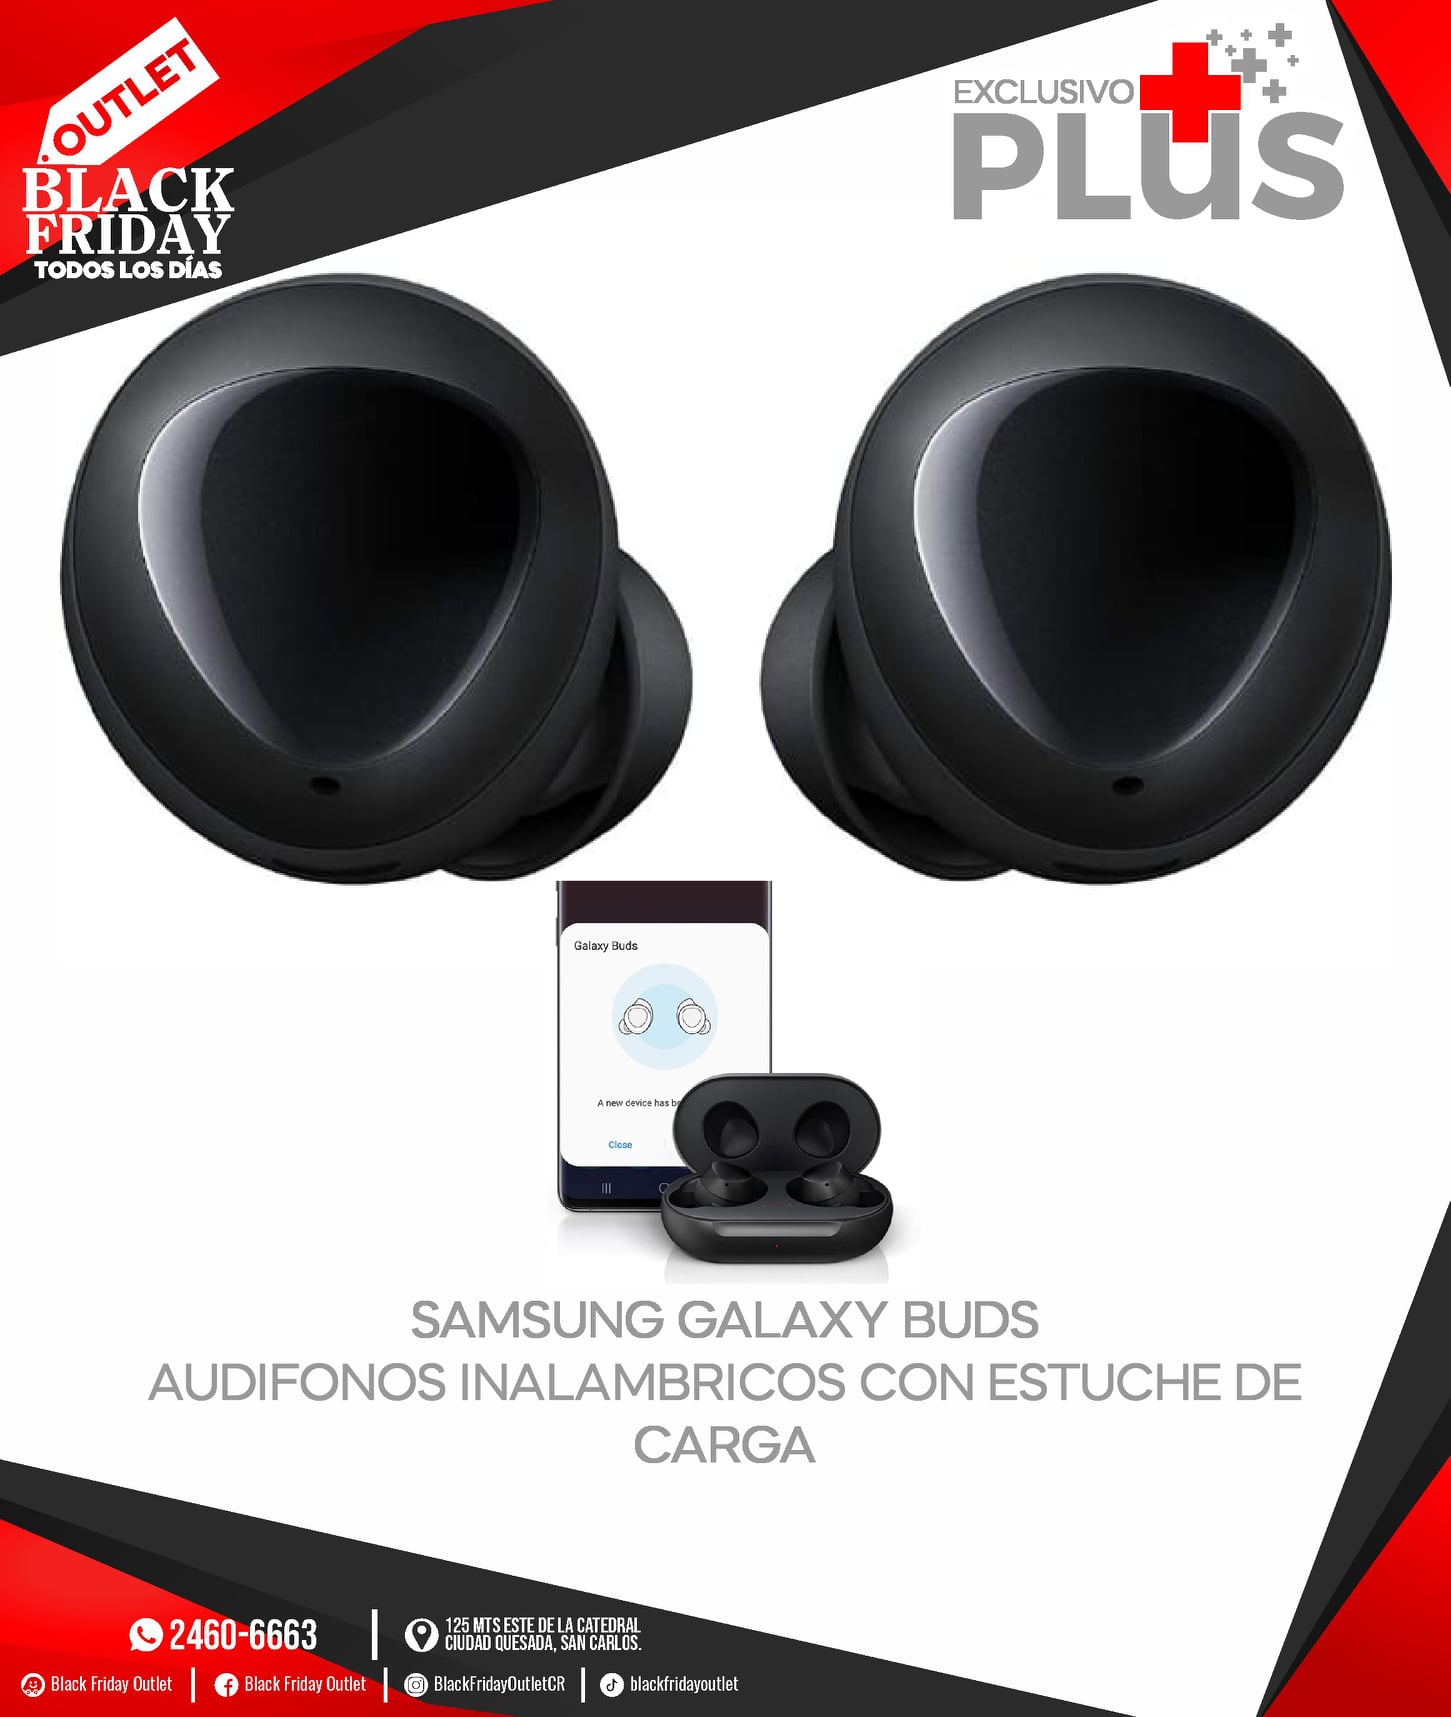 OUTLET
BLACK
FRIDAY
TODOS LOS DÍAS
EXCLUSIVO
PLUS
Galaxy Buds
A new device has be
Close
SAMSUNG GALAXY BUDS
AUDIFONOS INALAMBRICOS CON ESTUCHE DE
CARGA
2460-6663
125 MTS ESTE DE LA CATEDRAL
CIUDAD QUESADA, SAN CARLOS.
Black Friday Outlet
Black Friday Outlet
BlackFridayOutletCR
blackfridayoutlet